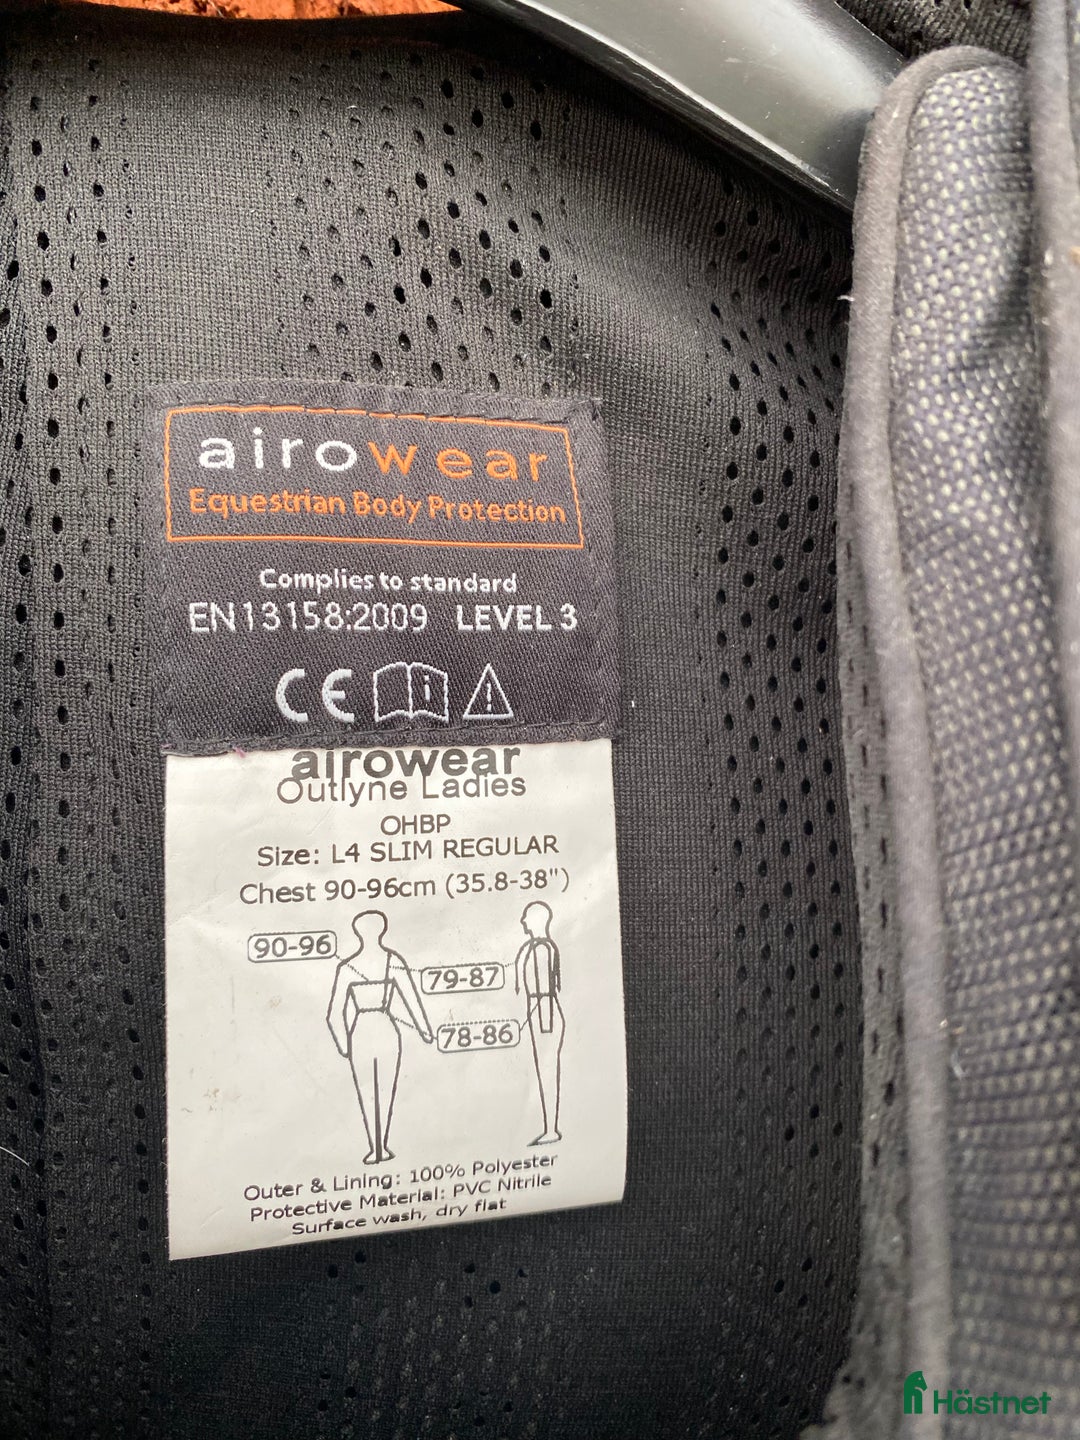 airowear
Equestrian Body Protection
Complies to standard
EN13158:2009 LEVEL 3
CE
airowear
Outlyne Ladies
OHBP
Size: L4 SLIM REGULAR
Chest 90-96cm (35.8-38")
90-96
79-87
78-86
Outer & Lining: 100% Polyester
Protective Material: PVC Nitrile
Surface wash, dry flat
Hästnet